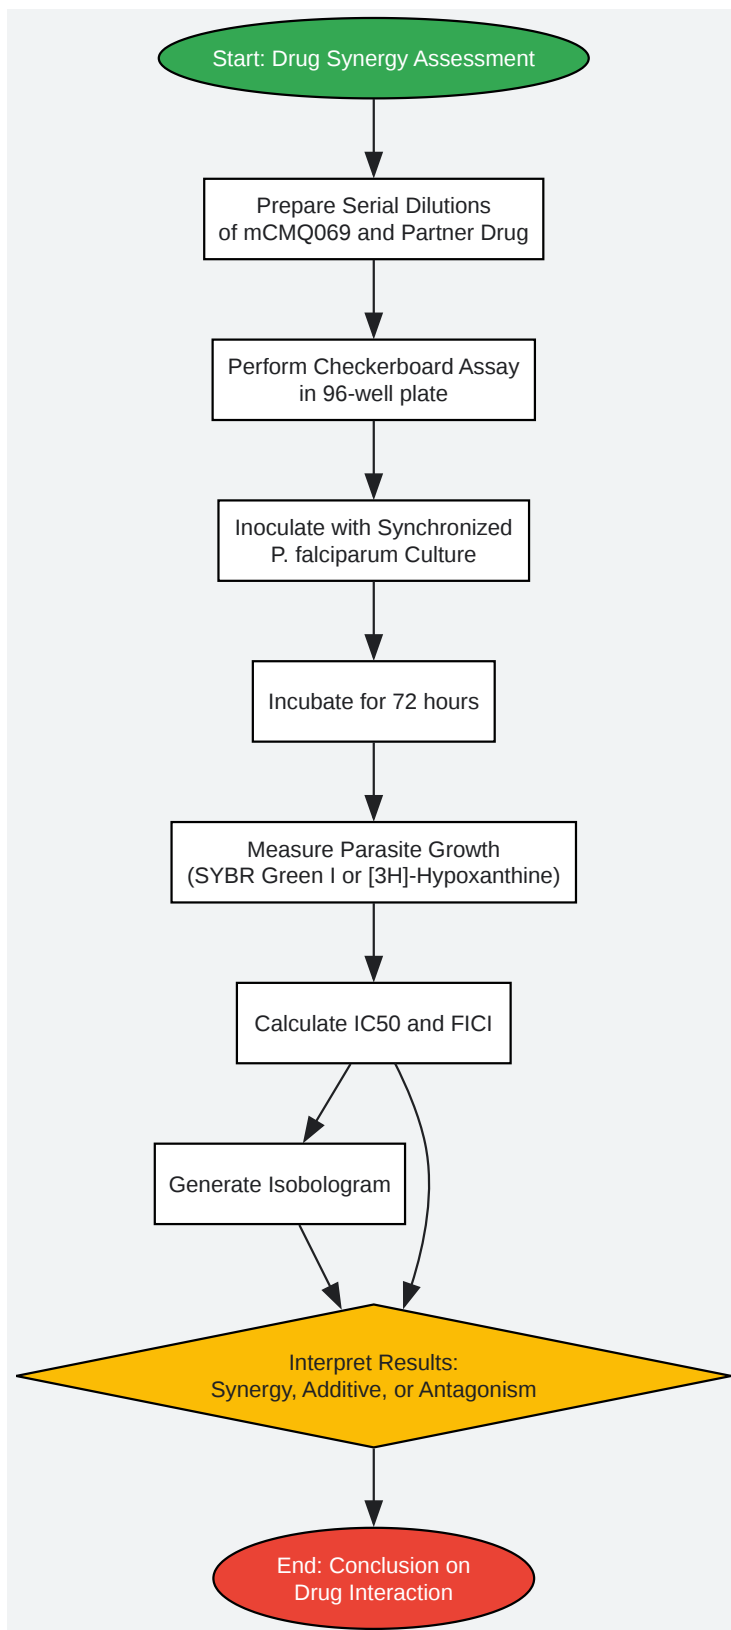 Start: Drug Synergy Assessment
Prepare Serial Dilutions
of mCMQ069 and Partner Drug
Perform Checkerboard Assay
in 96-well plate
Inoculate with Synchronized
P. falciparum Culture
Incubate for 72 hours
Measure Parasite Growth
(SYBR Green I or [3H]-Hypoxanthine)
Calculate IC50 and FICI
Generate Isobologram
Interpret Results:
Synergy, Additive, or Antagonism
End: Conclusion on
Drug Interaction